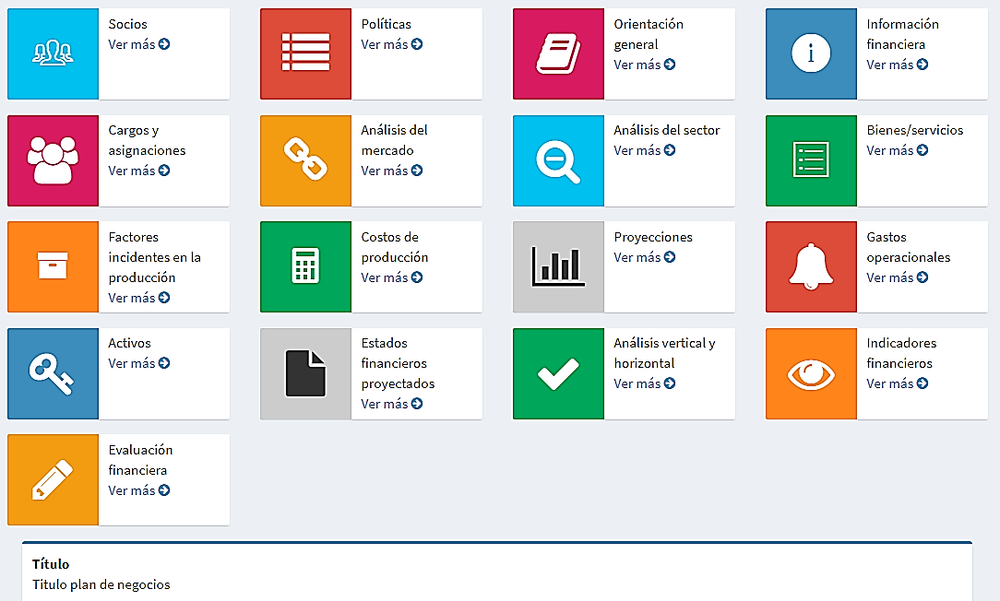 Socios
Ver más
Políticas
Ver más
Orientación
general
Ver más
Información
financiera
Ver más
Cargos y
asignaciones
Ver más
Análisis del
mercado
Ver más
Análisis del sector
Ver más
Bienes/servicios
Ver más
Factores
incidentes en la
producción
Ver más
Costos de
producción
Ver más
Proyecciones
Ver más
Gastos
operacionales
Ver más
Activos
Ver más
Estados
financieros
proyectados
Ver más
Análisis vertical y
horizontal
Ver más
Indicadores
financieros
Ver más
Evaluación
financiera
Ver más
Título
Título plan de negocios